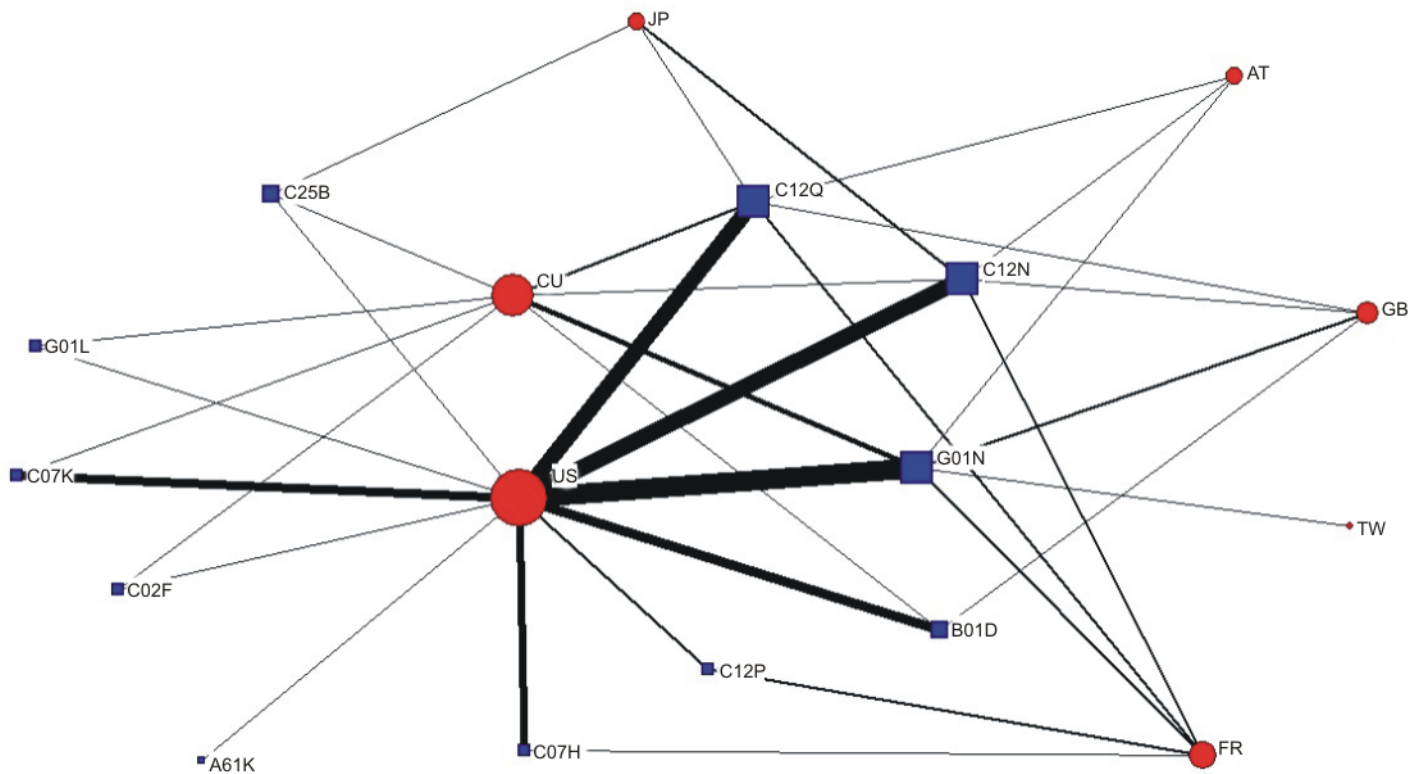 JP
AT
C25B
C12Q
C12N
CU
GB
G01L
G01N
C07K
US
TW
C02F
B01D
C12P
C07H
FR
A61K